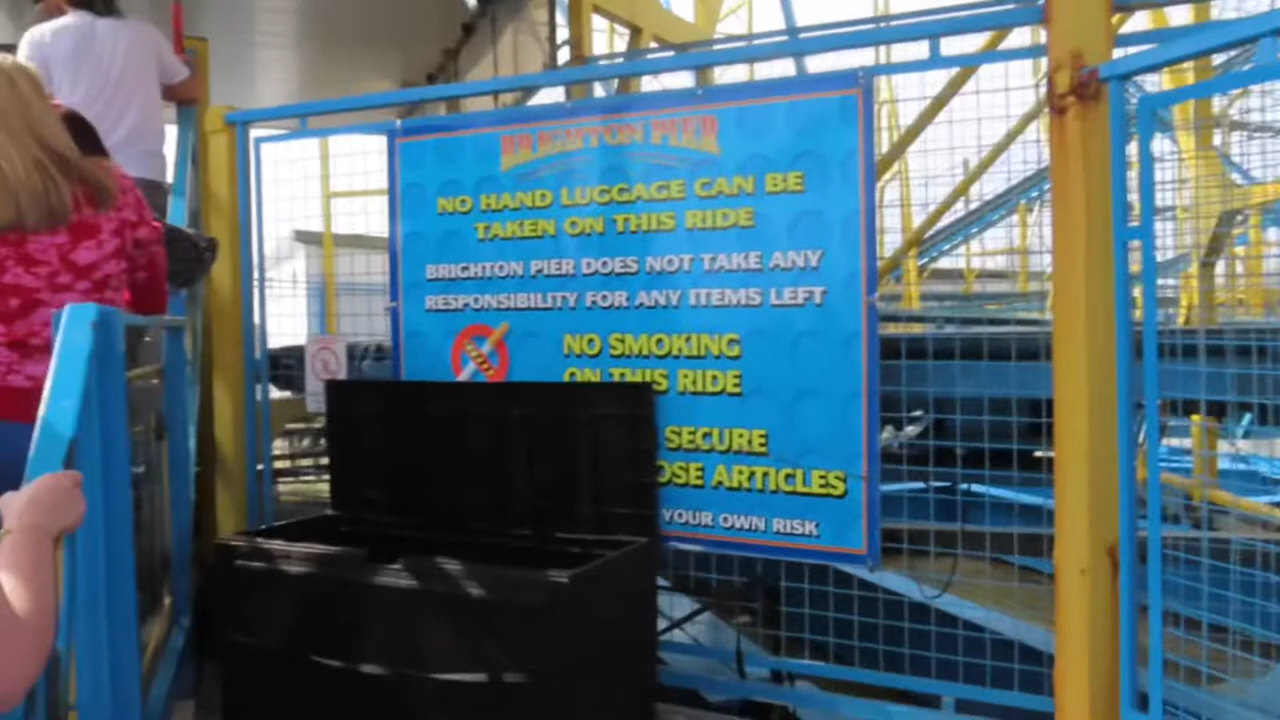 BRIGHTON PIER
NO HAND LUGGAGE CAN BE
TAKEN ON THIS RIDE
BRIGHTON PIER DOES NOT TAKE ANY
RESPONSIBILITY FOR ANY ITEMS LEFT
NO SMOKING
ON THIS RIDE
SECURE
OSE ARTICLES
YOUR OWN RISK